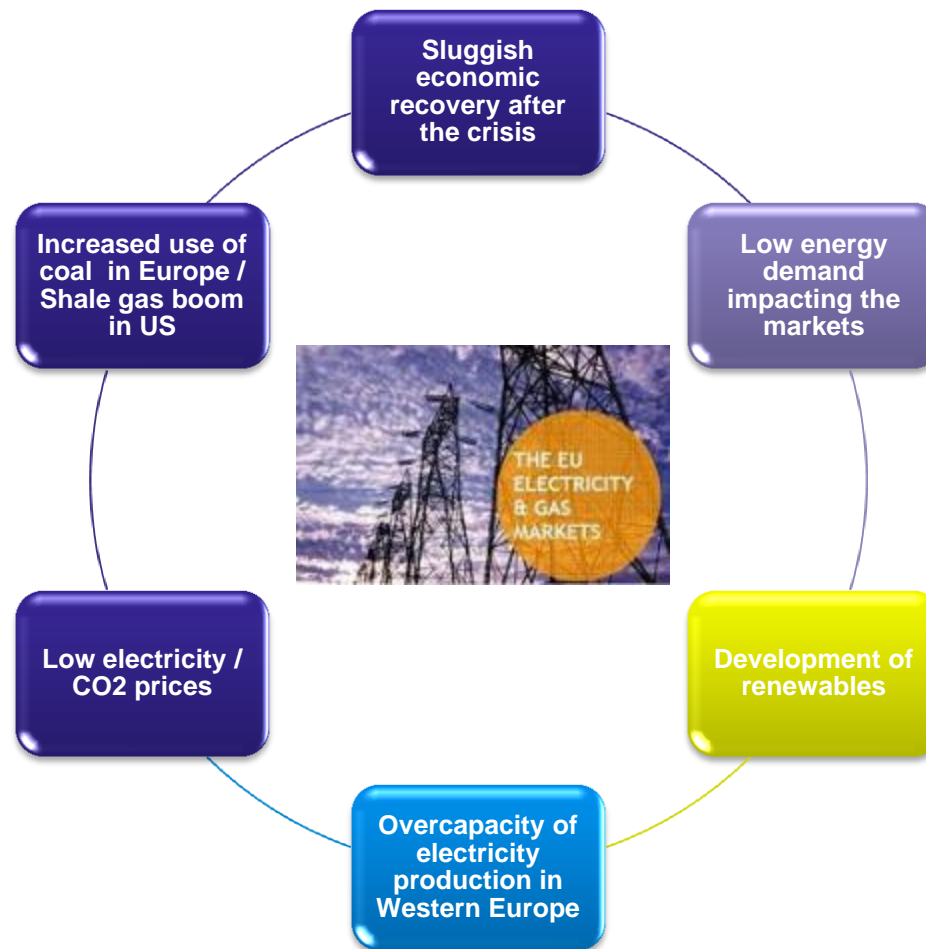 Sluggish
economic
recovery after
the crisis
Low energy
demand
impacting the
markets
Development of
renewables
Overcapacity of
electricity
production in
Western Europe
Low electricity /
CO2 prices
Increased use of
coal in Europe /
Shale gas boom
in US
THE EU
ELECTRICITY
& GAS
MARKETS